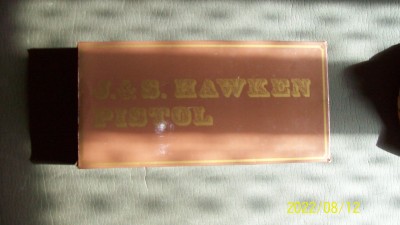 J. & S. HAWKEN
PISTOL
2022/08/12